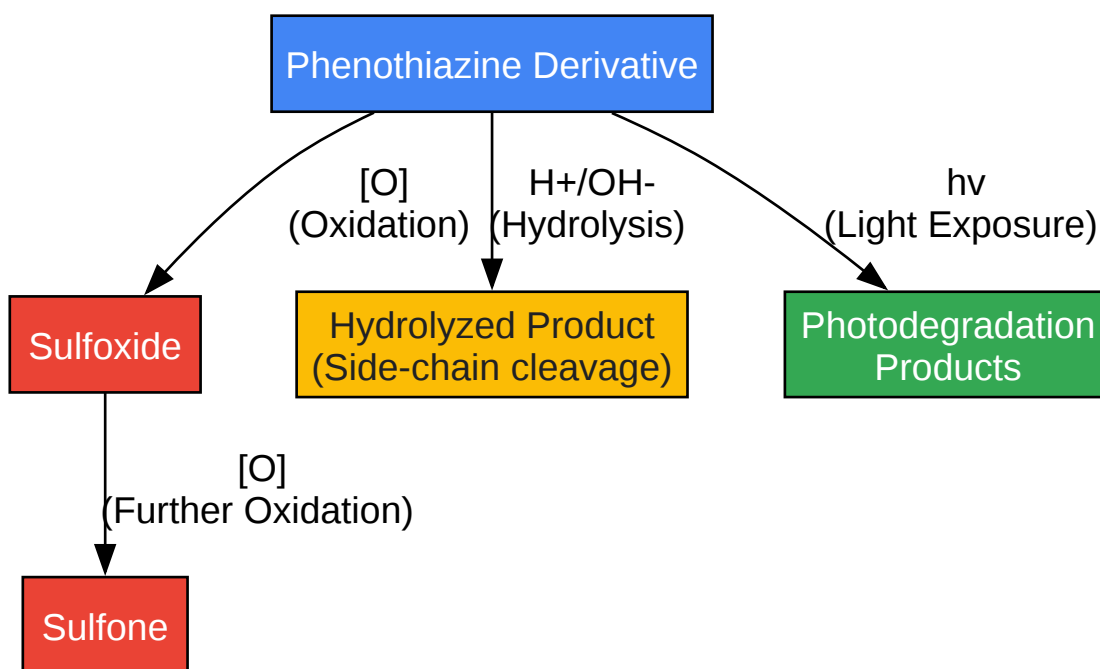 Phenothiazine Derivative
[O]
(Oxidation)
H+/OH-
(Hydrolysis)
hv
(Light Exposure)
Sulfoxide
Hydrolyzed Product
(Side-chain cleavage)
Photodegradation
Products
[O]
(Further Oxidation)
Sulfone